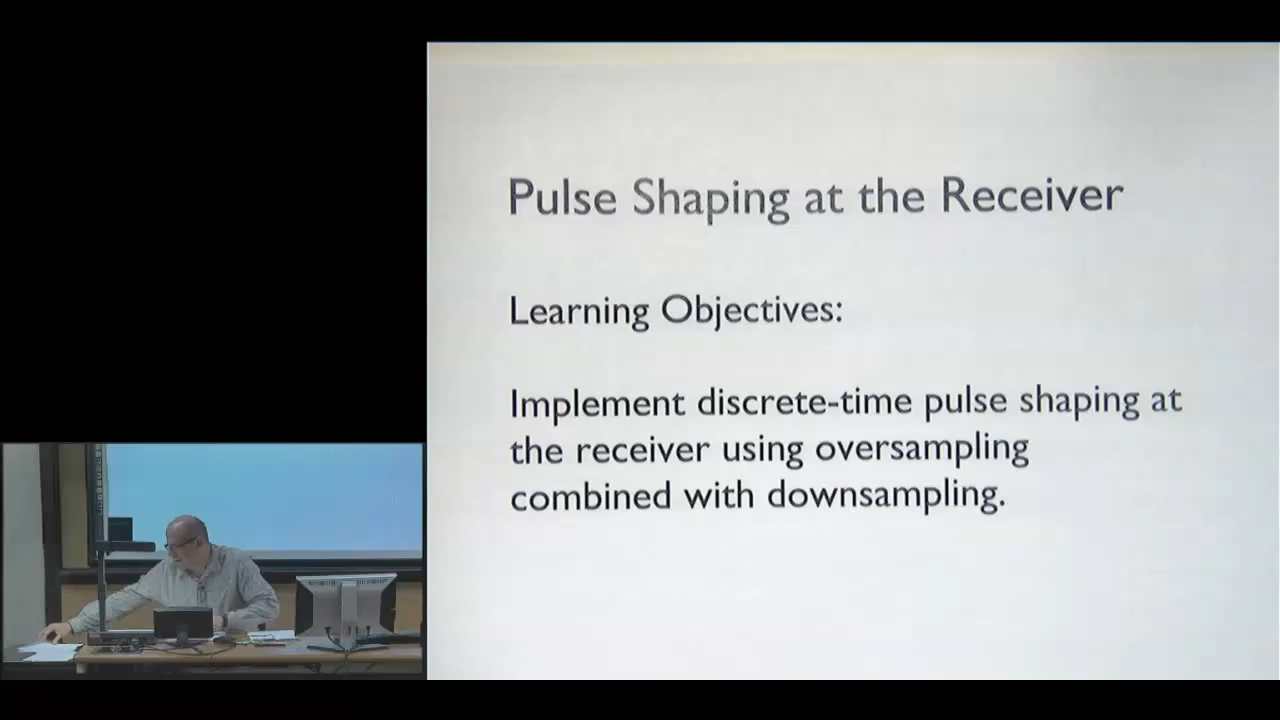 Pulse Shaping at the Receiver
Learning Objectives:
Implement discrete-time pulse shaping at
the receiver using oversampling
combined with downsampling.